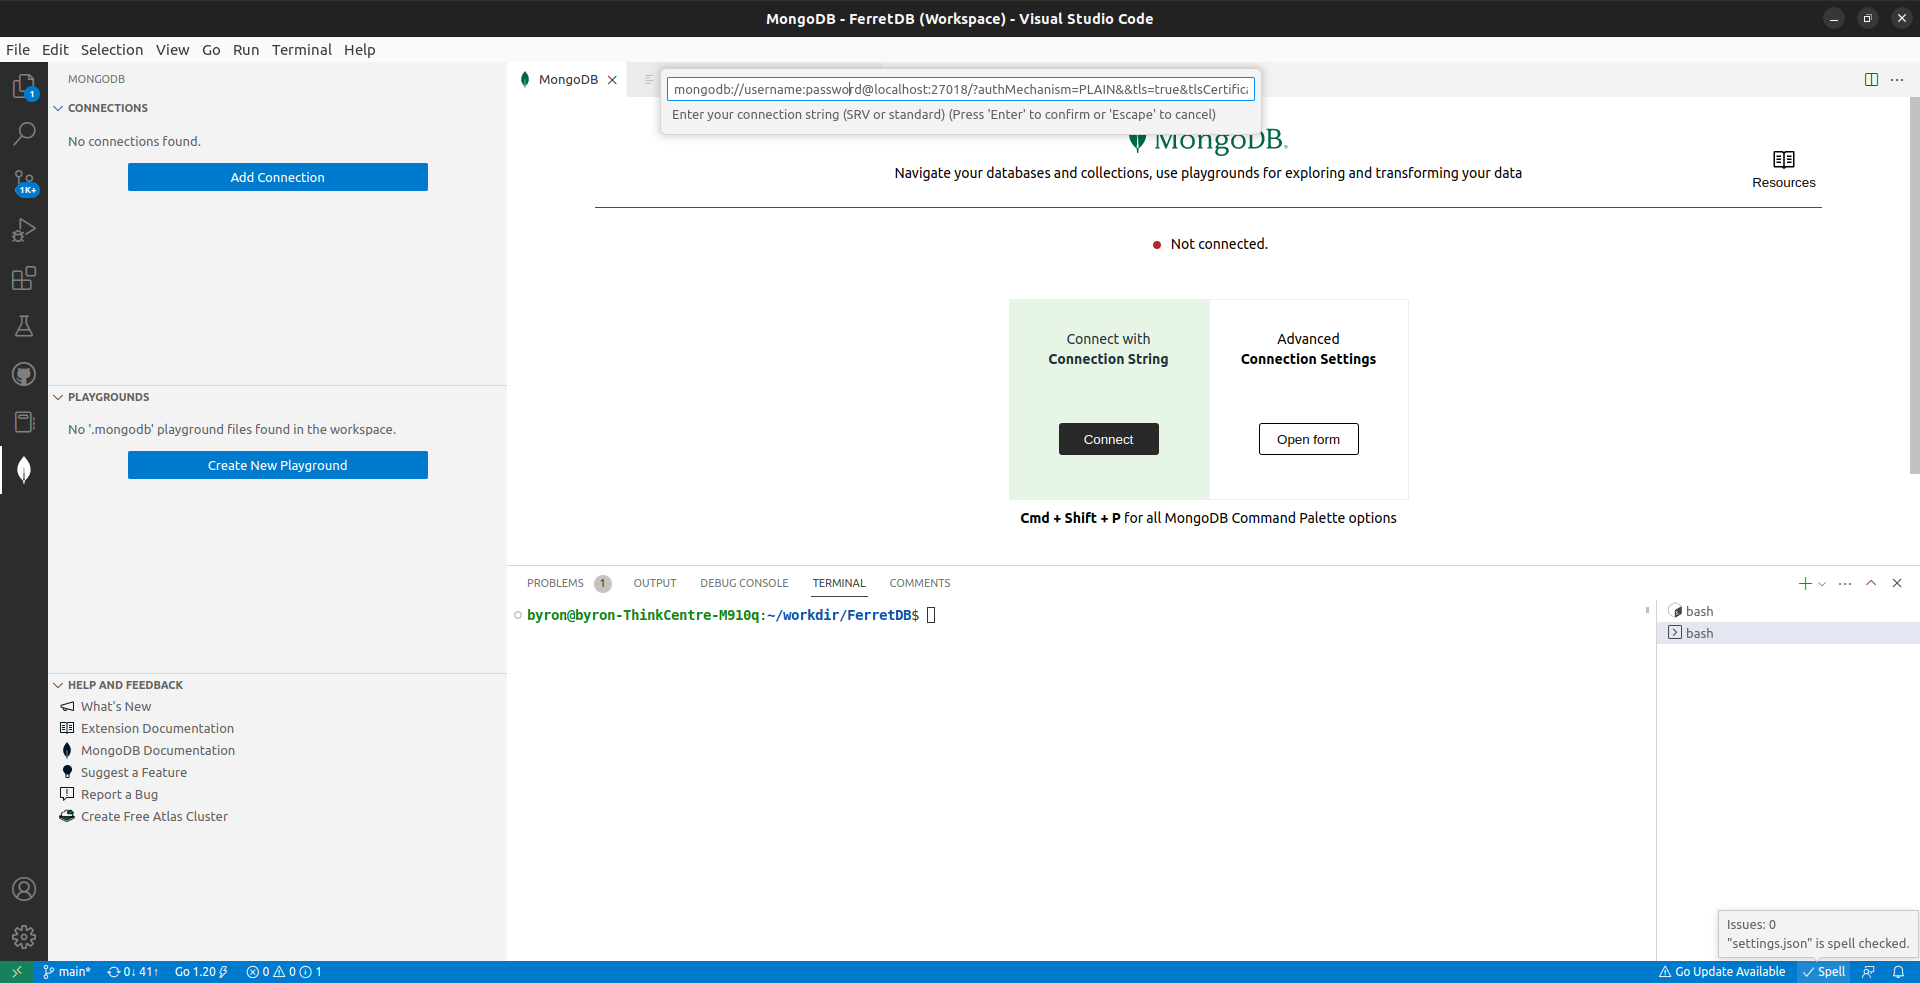 MongoDB - FerretDB (Workspace) - Visual Studio Code
File Edit Selection View Go Run Terminal Help
1
1K+
MONGODB
CONNECTIONS
No connections found.
Add Connection
PLAYGROUNDS
No '.mongodb' playground files found in the workspace.
Create New Playground
HELP AND FEEDBACK
What's New
Extension Documentation
MongoDB Documentation
Suggest a Feature
Report a Bug
Create Free Atlas Cluster
MongoDB
mongodb://username:password@localhost:27018/?authMechanism=PLAIN&&tls=true&tlsCertifica
Enter your connection string (SRV or standard) (Press 'Enter' to confirm or 'Escape' to cancel)
MongoDB®
Navigate your databases and collections, use playgrounds for exploring and transforming your data
Resources
Not connected.
Connect with
Connection String
Connect
Advanced
Connection Settings
Open form
Cmd + Shift + P for all MongoDB Command Palette options
PROBLEMS 1 OUTPUT DEBUG CONSOLE TERMINAL COMMENTS
byron@byron-ThinkCentre-M910q:~/workdir/FerretDB$
bash
bash
Issues: 0
"settings.json" is spell checked.
main* 0↓ 41↑ Go 1.20 0 0 1
Go Update Available Spell